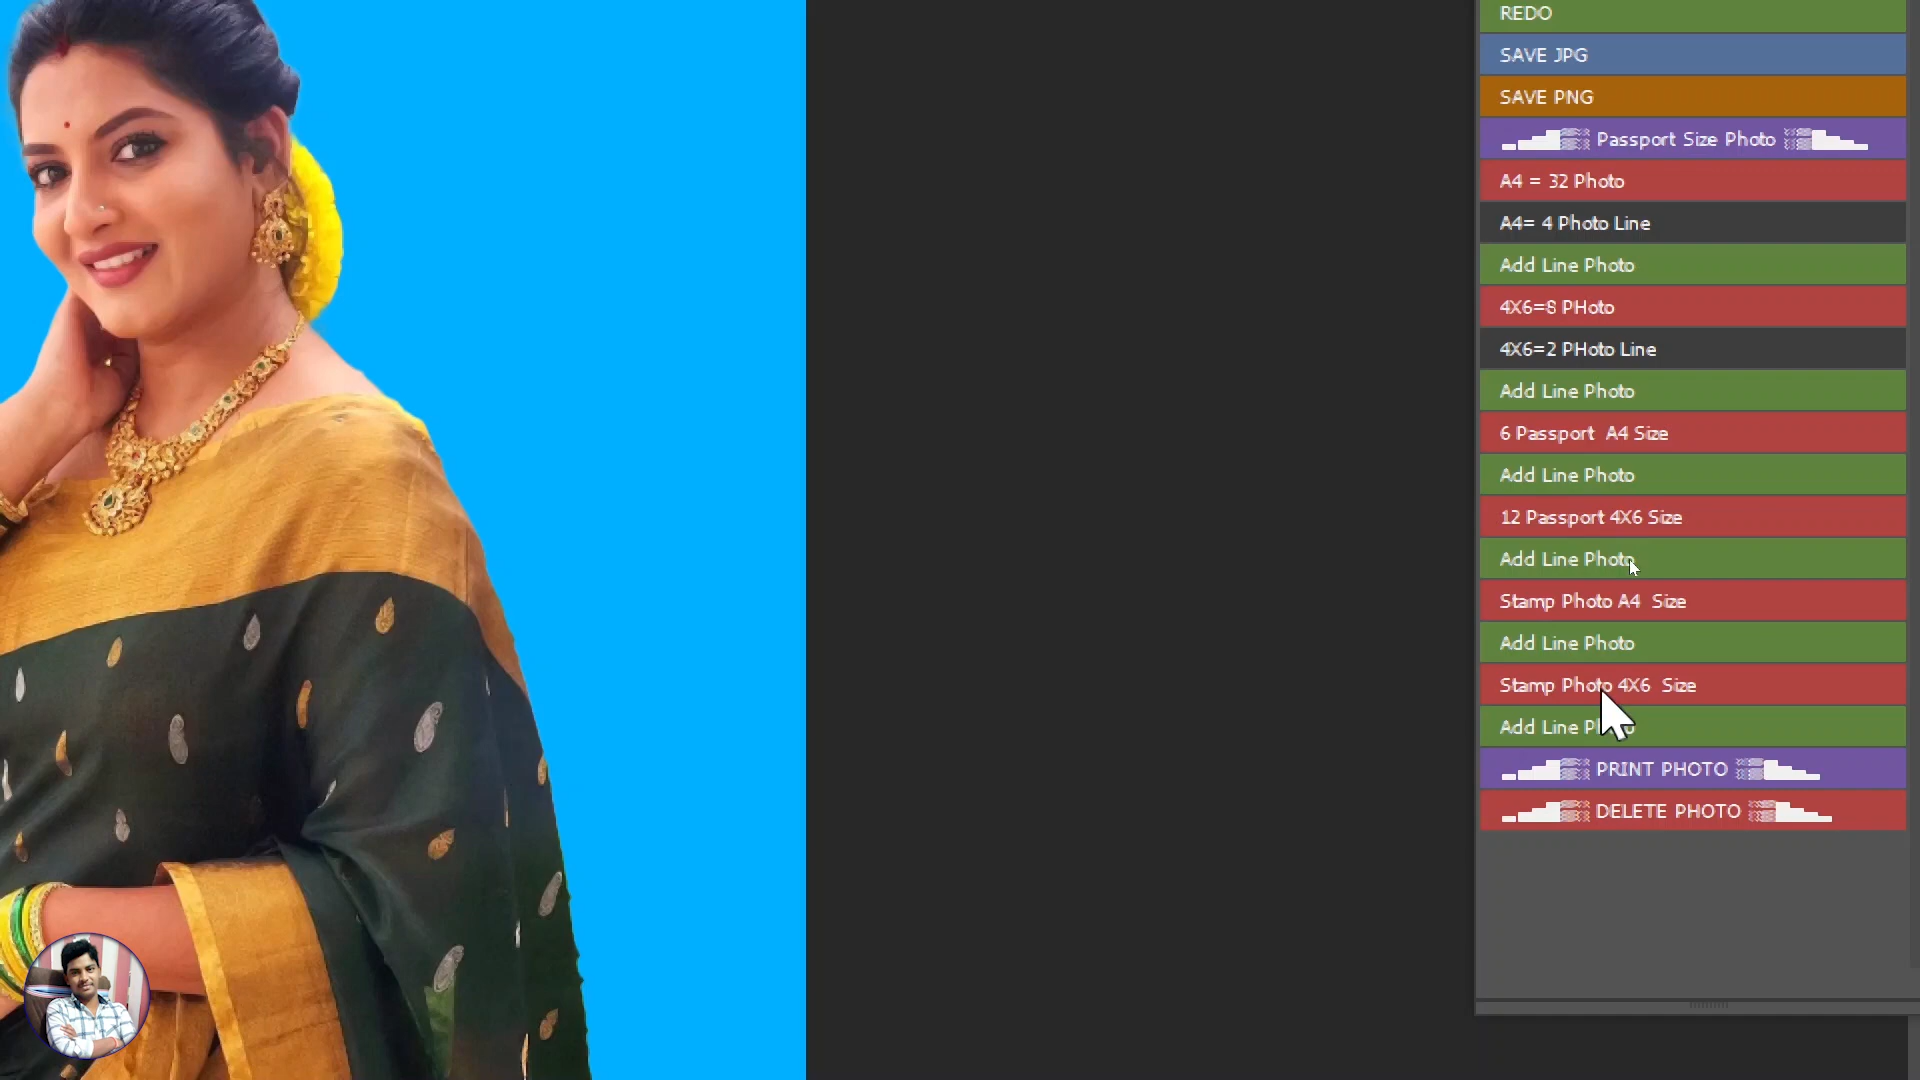 REDO
SAVE JPG
SAVE PNG
Passport Size Photo
A4 = 32 Photo
A4= 4 Photo Line
Add Line Photo
4X6=8 PHoto
4X6=2 PHoto Line
Add Line Photo
6 Passport  A4 Size
Add Line Photo
12 Passport 4X6 Size
Add Line Photo
Stamp Photo A4  Size
Add Line Photo
Stamp Photo 4X6  Size
Add Line Photo
PRINT PHOTO
DELETE PHOTO